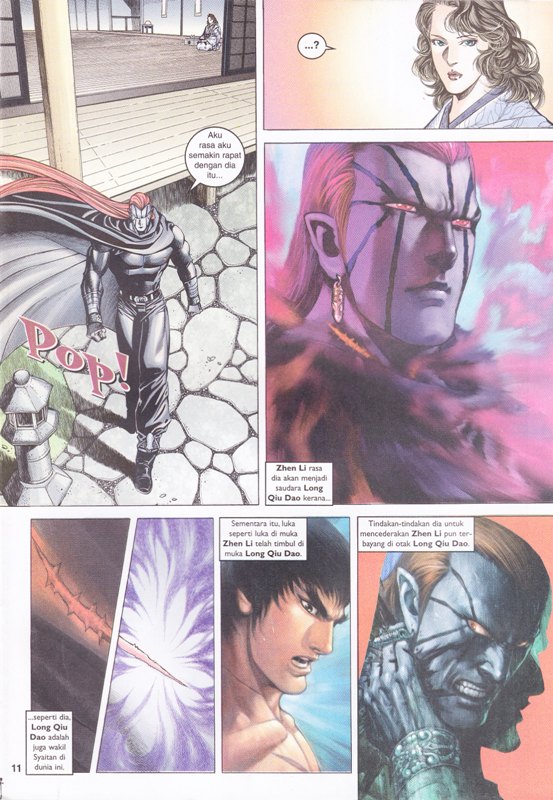 ...?
Aku
rasa aku
semakin rapat
dengan dia
itu...
Pop!
Zhen Li rasa
dia akan menjadi
saudara Long
Qiu Dao kerana...
...seperti dia,
Long Qiu
Dao adalah
juga wakil
Syaitan di
dunia ini.
Sementara itu, luka
seperti luka di muka
Zhen Li telah timbul di
muka Long Qiu Dao.
Tindakan-tindakan dia untuk
mencederakan Zhen Li pun ter-
bayang di otak Long Qiu Dao.
11